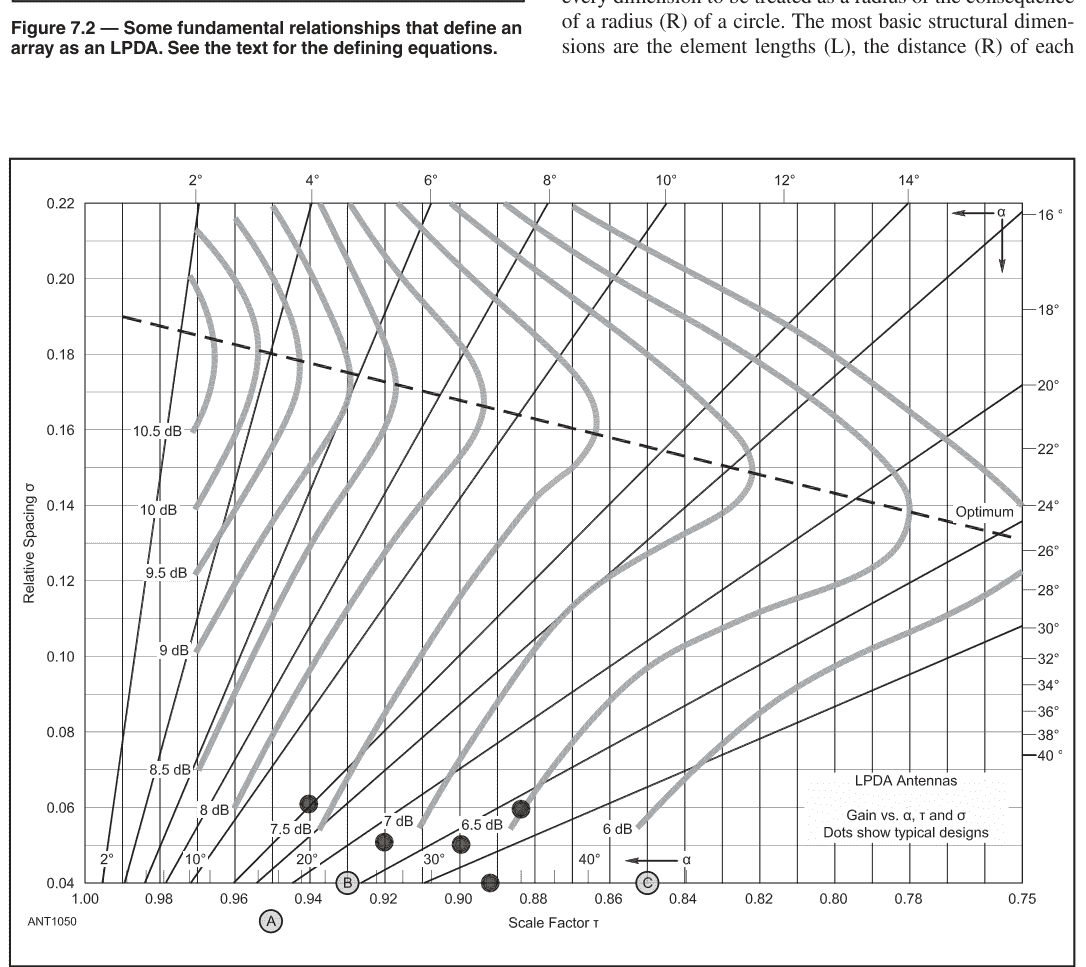 Figure 7.2 — Some fundamental relationships that define an
array as an LPDA. See the text for the defining equations.
every dimension to be treated as a radius or the consequence
of a radius (R) of a circle. The most basic structural dimen-
sions are the element lengths (L), the distance (R) of each
2° 4° 6° 8° 10° 12° 14°
α
16 °
18°
20°
22°
24°
26°
28°
30°
32°
34°
36°
38°
40 °
0.22
0.20
0.18
0.16
0.14
0.12
0.10
0.08
0.06
0.04
Relative Spacing σ
10.5 dB
10 dB
9.5 dB
9 dB
8.5 dB
8 dB
7.5 dB
7 dB
6.5 dB
6 dB
Optimum
LPDA Antennas
Gain vs. α, τ and σ
Dots show typical designs
2° 10° 20° 30° 40° α
B C
1.00 0.98 0.96 0.94 0.92 0.90 0.88 0.86 0.84 0.82 0.80 0.78 0.75
ANT1050
A
Scale Factor τ